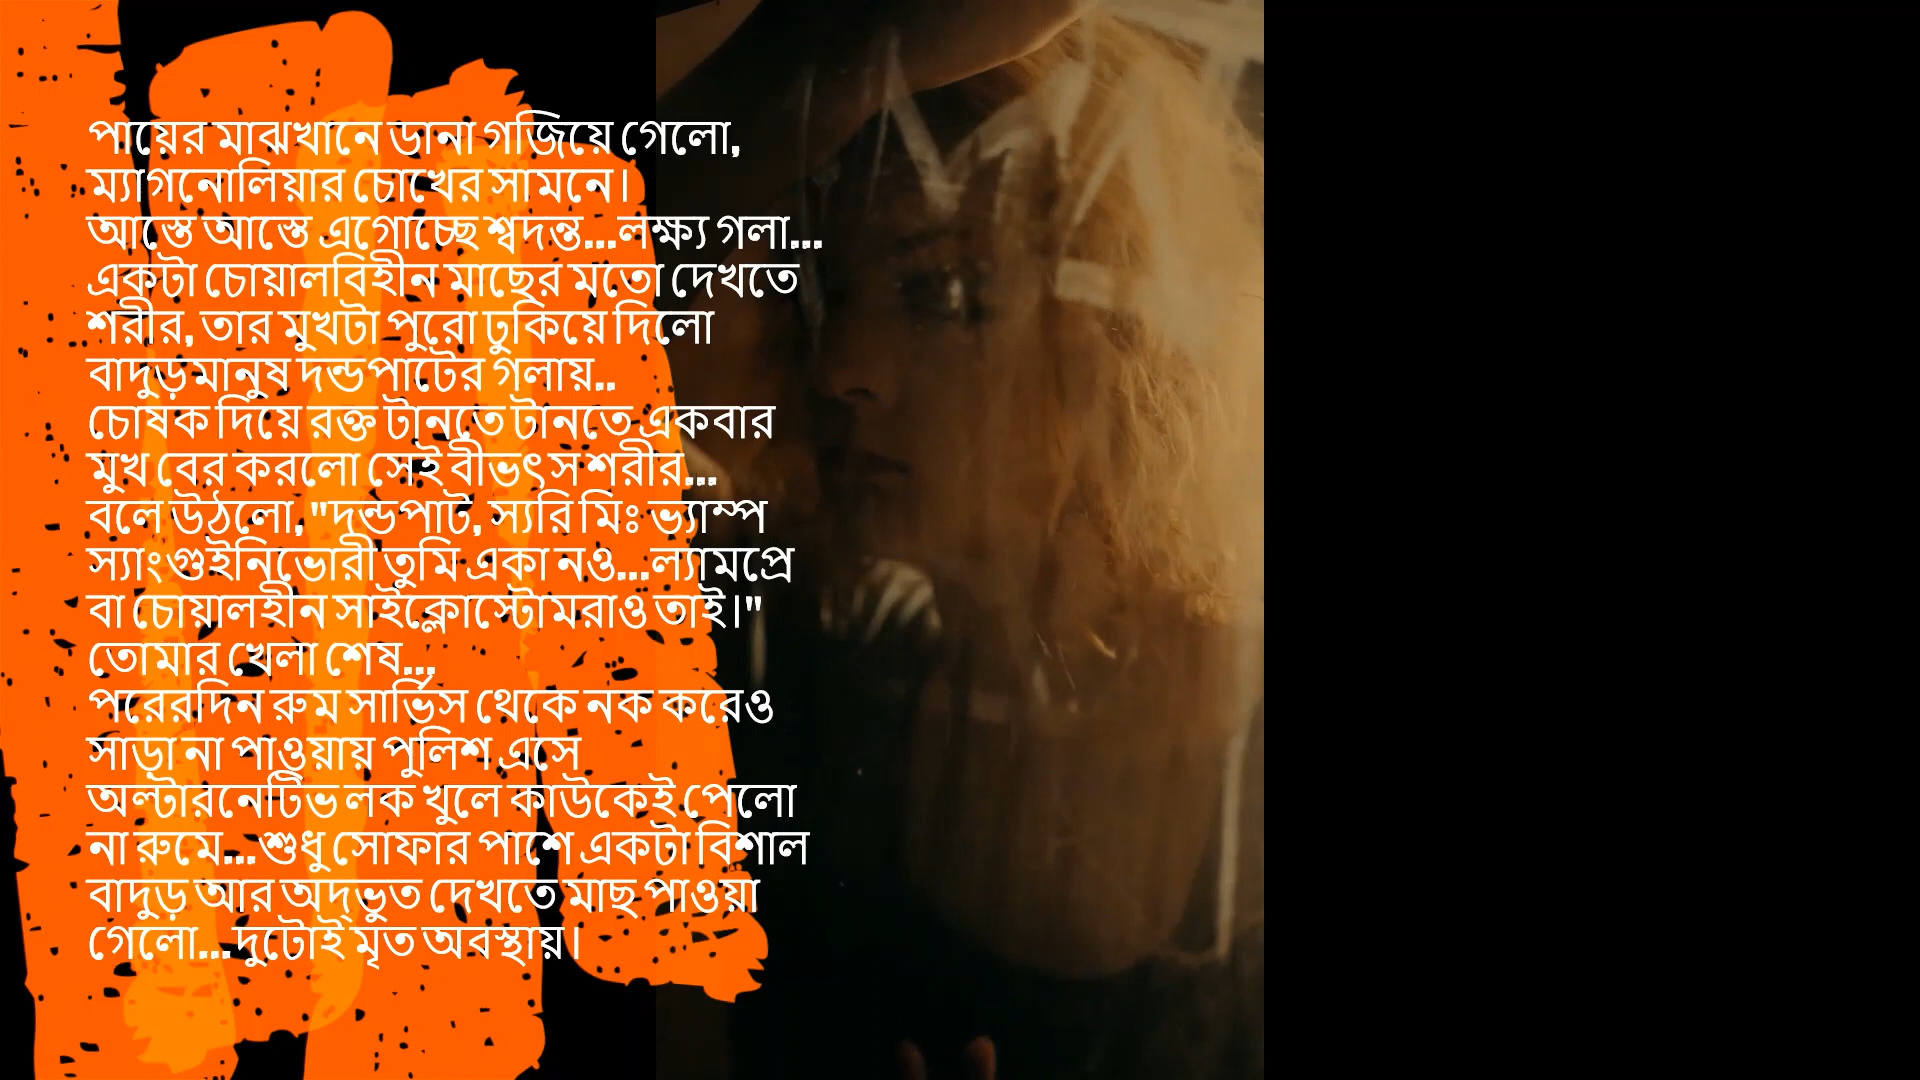 পায়ের মাঝখানে ডানা গজিয়ে গেলো,
ম্যাগনোলিয়ার চোখের সামনে।
আস্তে আস্তে এগোচ্ছে শ্বদন্ত...লক্ষ্য গলা...
একটা চোয়ালবিহীন মাছের মতো দেখতে
শরীর, তার মুখটা পুরো ঢুকিয়ে দিলো
বাদুড়মানুষ দন্ডপাটের গলায়..
চোষক দিয়ে রক্ত টানতে টানতে একবার
মুখ বের করলো সেই বীভৎস শরীর...
বলে উঠলো,"দন্ডপাট, স্যরি মিঃ ভ্যাম্প
স্যাংগুইনিভোরী তুমি একা নও...ল্যামপ্রে
বা চোয়ালহীন সাইক্লোস্টোমরাও তাই।"
তোমার খেলা শেষ...
পরেরদিন রুম সার্ভিস থেকে নক করেও
সাড়া না পাওয়ায় পুলিশ এসে
অল্টারনেটিভ লক খুলে কাউকেই পেলো
না রুমে...শুধু সোফার পাশে একটা বিশাল
বাদুড় আর অদ্ভুত দেখতে মাছ পাওয়া
গেলো...দুটোই মৃত অবস্থায়।